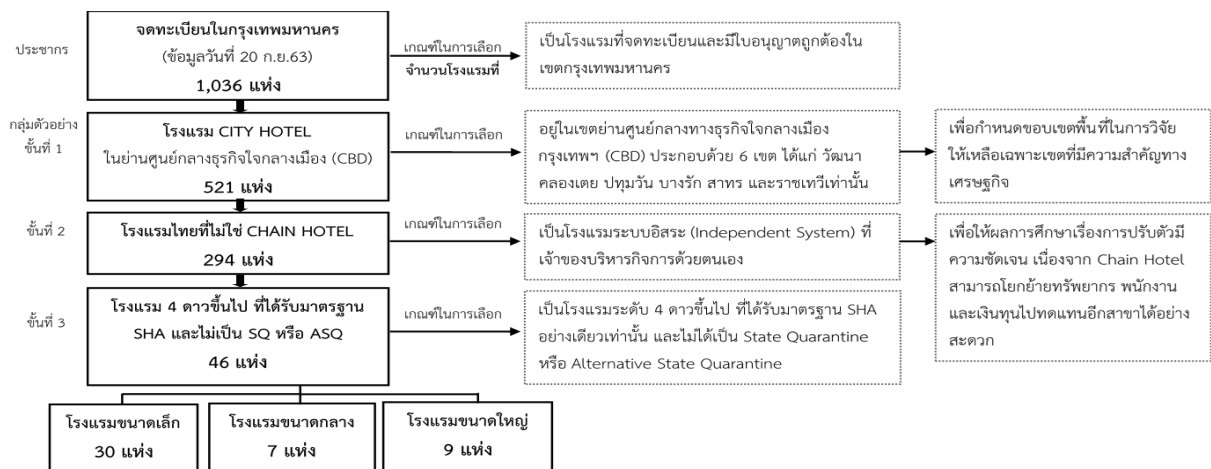 ประชากร
จดทะเบียนในกรุงเทพมหานคร
(ข้อมูลวันที่ 20 ก.ย.63)
1,036 แห่ง
เกณฑ์ในการเลือก
จำนวนโรงแรมที่
เป็นโรงแรมที่จดทะเบียนและมีใบอนุญาตถูกต้องใน
เขตกรุงเทพมหานคร
กลุ่มตัวอย่าง
ขั้นที่ 1
โรงแรม CITY HOTEL
ในย่านศูนย์กลางธุรกิจใจกลางเมือง (CBD)
521 แห่ง
เกณฑ์ในการเลือก
อยู่ในเขตย่านศูนย์กลางทางธุรกิจใจกลางเมือง
กรุงเทพฯ (CBD) ประกอบด้วย 6 เขต ได้แก่ วัฒนา
คลองเตย ปทุมวัน บางรัก สาทร และราชเทวีเท่านั้น
เพื่อกำหนดขอบเขตพื้นที่ในการวิจัย
ให้เหลือเฉพาะเขตที่มีความสำคัญทาง
เศรษฐกิจ
ขั้นที่ 2
โรงแรมไทยที่ไม่ใช่ CHAIN HOTEL
294 แห่ง
เกณฑ์ในการเลือก
เป็นโรงแรมระบบอิสระ (Independent System) ที่
เจ้าของบริหารกิจการด้วยตนเอง
เพื่อให้ผลการศึกษาเรื่องการปรับตัวมี
ความชัดเจน เนื่องจาก Chain Hotel
สามารถโยกย้ายทรัพยากร พนักงาน
และเงินทุนไปทดแทนอีกสาขาได้อย่าง
สะดวก
ขั้นที่ 3
โรงแรม 4 ดาวขึ้นไป ที่ได้รับมาตรฐาน
SHA และไม่เป็น SQ หรือ ASQ
46 แห่ง
เกณฑ์ในการเลือก
เป็นโรงแรมระดับ 4 ดาวขึ้นไป ที่ได้รับมาตรฐาน SHA
อย่างเดียวเท่านั้น และไม่ได้เป็น State Quarantine
หรือ Alternative State Quarantine
โรงแรมขนาดเล็ก
30 แห่ง
โรงแรมขนาดกลาง
7 แห่ง
โรงแรมขนาดใหญ่
9 แห่ง